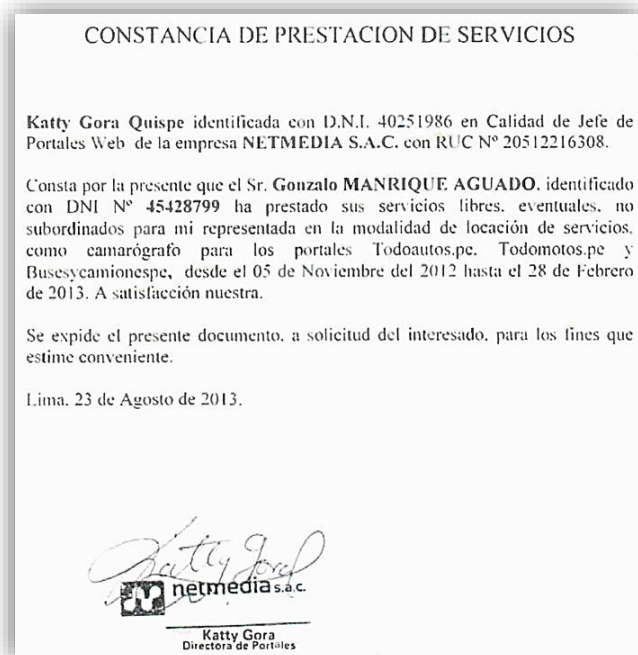 CONSTANCIA DE PRESTACION DE SERVICIOS
Katty Gora Quispe identificada con D.N.I. 40251986 en Calidad de Jefe de
Portales Web de la empresa NETMEDIA S.A.C. con RUC Nº 20512216308.
Consta por la presente que el Sr. Gonzalo MANRIQUE AGUADO, identificado
con DNI Nº 45428799 ha prestado sus servicios libres, eventuales, no
subordinados para mi representada en la modalidad de locación de servicios,
como camarógrafo para los portales Todoautos.pe, Todomotos.pe y
Busesycamionespe, desde el 05 de Noviembre del 2012 hasta el 28 de Febrero
de 2013. A satisfacción nuestra.
Se expide el presente documento, a solicitud del interesado, para los fines que
estime conveniente.
Lima, 23 de Agosto de 2013.
Katty Gora
netmedia s.a.c.
Katty Gora
Directora de Portales